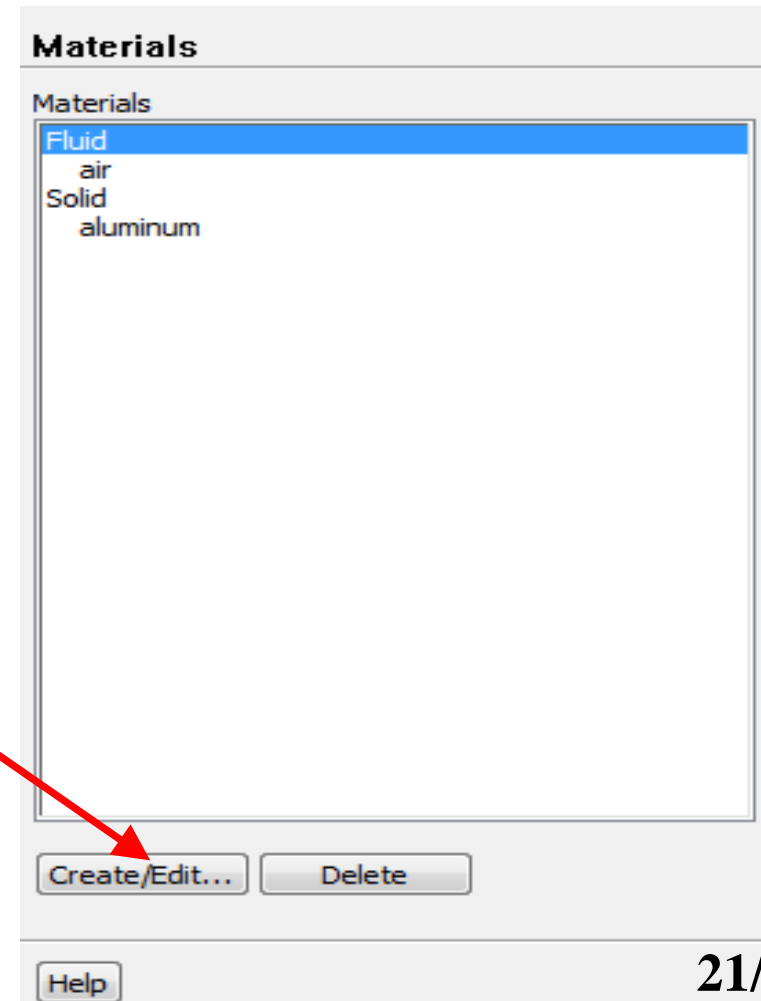 Materials
Materials
Fluid
air
Solid
aluminum
Create/Edit... Delete
Help
21/